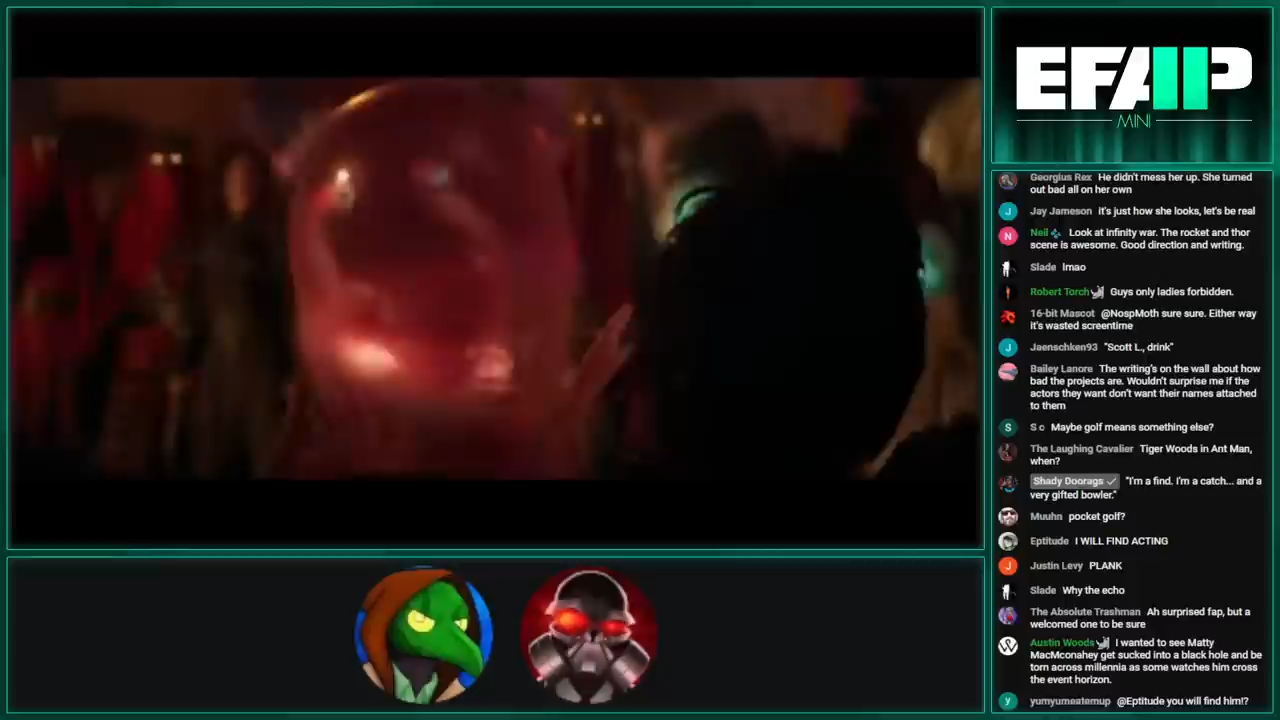 EFAP
MINI
Georgius Rex He didn't mess her up. She turned
out bad all on her own
J Jay Jameson it's just how she looks, let's be real
N Neil Look at infinity war. The rocket and thor
scene is awesome. Good direction and writing.
Slade lmao
Robert Torch Guys only ladies forbidden.
16-bit Mascot @NospMoth sure sure. Either way
it's wasted screentime
J Jaenschken93 "Scott L., drink"
Bailey Lanore The writing's on the wall about how
bad the projects are. Wouldn't surprise me if the
actors they want don't want their names attached
to them
S S c Maybe golf means something else?
The Laughing Cavalier Tiger Woods in Ant Man,
when?
Shady Doorags "I'm a find. I'm a catch... and a
very gifted bowler."
Muuhn pocket golf?
Eptitude I WILL FIND ACTING
J Justin Levy PLANK
Slade Why the echo
The Absolute Trashman Ah surprised fap, but a
welcomed one to be sure
Austin Woods I wanted to see Matty
MacMconahey get sucked into a black hole and be
torn across millennia as some watches him cross
the event horizon.
y yumyumeatemup @Eptitude you will find him!?